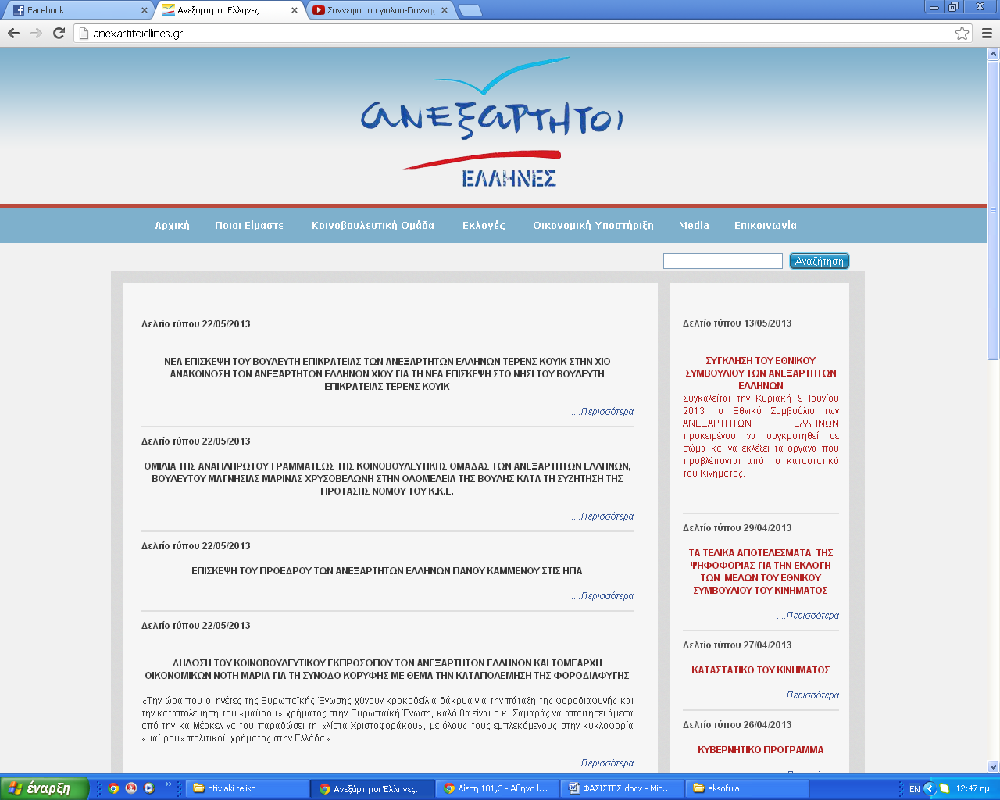 Facebook
Ανεξάρτητοι Έλληνες
Συννεφα του γιαλου-Γιάννης
anexartitoiellines.gr
ανεξαρτητοι
ΕΛΛΗΝΕΣ
Αρχική Ποιοι Είμαστε Κοινοβουλευτική Ομάδα Εκλογές Οικονομική Υποστήριξη Media Επικοινωνία
Αναζήτηση
Δελτίο τύπου 22/05/2013
ΝΕΑ ΕΠΙΣΚΕΨΗ ΤΟΥ ΒΟΥΛΕΥΤΗ ΕΠΙΚΡΑΤΕΙΑΣ ΤΩΝ ΑΝΕΞΑΡΤΗΤΩΝ ΕΛΛΗΝΩΝ ΤΕΡΕΝΣ ΚΟΥΙΚ ΣΤΗΝ ΧΙΟ
ΑΝΑΚΟΙΝΩΣΗ ΤΩΝ ΑΝΕΞΑΡΤΗΤΩΝ ΕΛΛΗΝΩΝ ΧΙΟΥ ΓΙΑ ΤΗ ΝΕΑ ΕΠΙΣΚΕΨΗ ΣΤΟ ΝΗΣΙ ΤΟΥ ΒΟΥΛΕΥΤΗ
ΕΠΙΚΡΑΤΕΙΑΣ ΤΕΡΕΝΣ ΚΟΥΙΚ
....Περισσότερα
Δελτίο τύπου 22/05/2013
ΟΜΙΛΙΑ ΤΗΣ ΑΝΑΠΛΗΡΩΤΟΥ ΓΡΑΜΜΑΤΕΩΣ ΤΗΣ ΚΟΙΝΟΒΟΥΛΕΥΤΙΚΗΣ ΟΜΑΔΑΣ ΤΩΝ ΑΝΕΞΑΡΤΗΤΩΝ ΕΛΛΗΝΩΝ,
ΒΟΥΛΕΥΤΟΥ ΜΑΓΝΗΣΙΑΣ ΜΑΡΙΝΑΣ ΧΡΥΣΟΒΕΛΩΝΗ ΣΤΗΝ ΟΛΟΜΕΛΕΙΑ ΤΗΣ ΒΟΥΛΗΣ ΚΑΤΑ ΤΗ ΣΥΖΗΤΗΣΗ ΤΗΣ
ΠΡΟΤΑΣΗΣ ΝΟΜΟΥ ΤΟΥ Κ.Κ.Ε.
....Περισσότερα
Δελτίο τύπου 22/05/2013
ΕΠΙΣΚΕΨΗ ΤΟΥ ΠΡΟΕΔΡΟΥ ΤΩΝ ΑΝΕΞΑΡΤΗΤΩΝ ΕΛΛΗΝΩΝ ΠΑΝΟΥ ΚΑΜΜΕΝΟΥ ΣΤΙΣ ΗΠΑ
....Περισσότερα
Δελτίο τύπου 22/05/2013
ΔΗΛΩΣΗ ΤΟΥ ΚΟΙΝΟΒΟΥΛΕΥΤΙΚΟΥ ΕΚΠΡΟΣΩΠΟΥ ΤΩΝ ΑΝΕΞΑΡΤΗΤΩΝ ΕΛΛΗΝΩΝ ΚΑΙ ΤΟΜΕΑΡΧΗ
ΟΙΚΟΝΟΜΙΚΩΝ ΝΟΤΗ ΜΑΡΙΑ ΓΙΑ ΤΗ ΣΥΝΟΔΟ ΚΟΡΥΦΗΣ ΜΕ ΘΕΜΑ ΤΗΝ ΚΑΤΑΠΟΛΕΜΗΣΗ ΤΗΣ ΦΟΡΟΔΙΑΦΥΓΗΣ
«Την ώρα που οι ηγέτες της Ευρωπαϊκής Ένωσης χύνουν κροκοδείλια δάκρυα για την πάταξη της φοροδιαφυγής και
την καταπολέμηση του «μαύρου» χρήματος στην Ευρωπαϊκή Ένωση, καλό θα είναι ο κ. Σαμαράς να απαιτήσει άμεσα
από την κα Μέρκελ να του παραδώσει τη «λίστα Χριστοφοράκου», με όλους τους εμπλεκόμενους στην κυκλοφορία
«μαύρου» πολιτικού χρήματος στην Ελλάδα».
....Περισσότερα
Δελτίο τύπου 13/05/2013
ΣΥΓΚΛΗΣΗ ΤΟΥ ΕΘΝΙΚΟΥ
ΣΥΜΒΟΥΛΙΟΥ ΤΩΝ ΑΝΕΞΑΡΤΗΤΩΝ
ΕΛΛΗΝΩΝ
Συγκαλείται την Κυριακή 9 Ιουνίου
2013 το Εθνικό Συμβούλιο των
ΑΝΕΞΑΡΤΗΤΩΝ ΕΛΛΗΝΩΝ
προκειμένου να συγκροτηθεί σε
σώμα και να εκλέξει τα όργανα που
προβλέπονται από το καταστατικό
του Κινήματος.
Δελτίο τύπου 29/04/2013
ΤΑ ΤΕΛΙΚΑ ΑΠΟΤΕΛΕΣΜΑΤΑ ΤΗΣ
ΨΗΦΟΦΟΡΙΑΣ ΓΙΑ ΤΗΝ ΕΚΛΟΓΗ
ΤΩΝ ΜΕΛΩΝ ΤΟΥ ΕΘΝΙΚΟΥ
ΣΥΜΒΟΥΛΙΟΥ ΤΟΥ ΚΙΝΗΜΑΤΟΣ
....Περισσότερα
Δελτίο τύπου 27/04/2013
ΚΑΤΑΣΤΑΤΙΚΟ ΤΟΥ ΚΙΝΗΜΑΤΟΣ
....Περισσότερα
Δελτίο τύπου 26/04/2013
ΚΥΒΕΡΝΗΤΙΚΟ ΠΡΟΓΡΑΜΜΑ
έναρξη
ptixiaki teliko
Ανεξάρτητοι Έλληνες...
Δίεση 101,3 - Αθήνα l...
ΦΑΣΙΣΤΕΣ.docx - Mic...
eksofula
EN
12:47 πμ